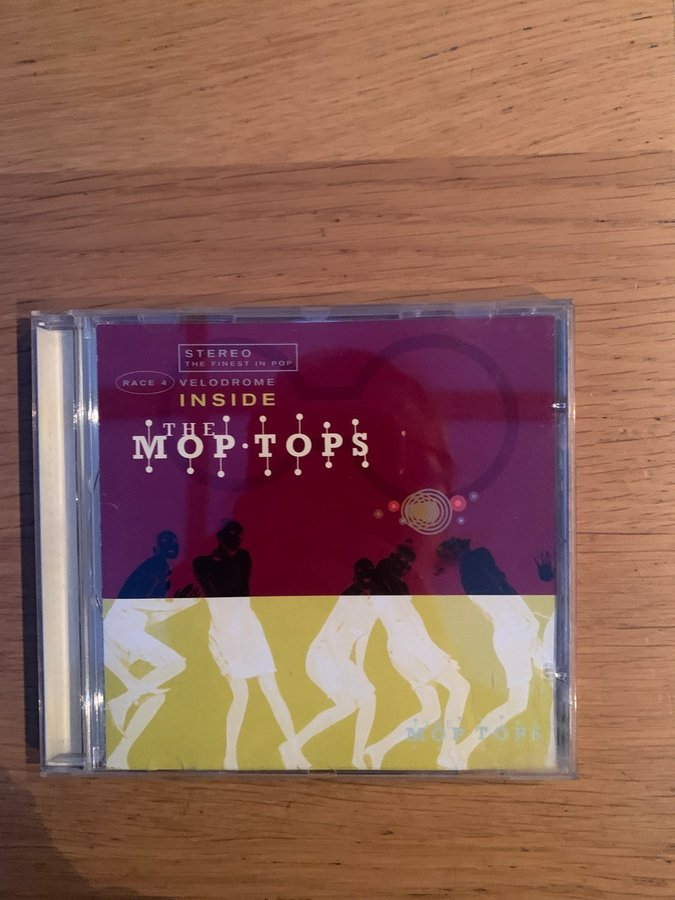 STEREO
THE FINEST IN POP
RACE 4 VELODROME
INSIDE
THE
MOP·TOPS
MOP TOPS